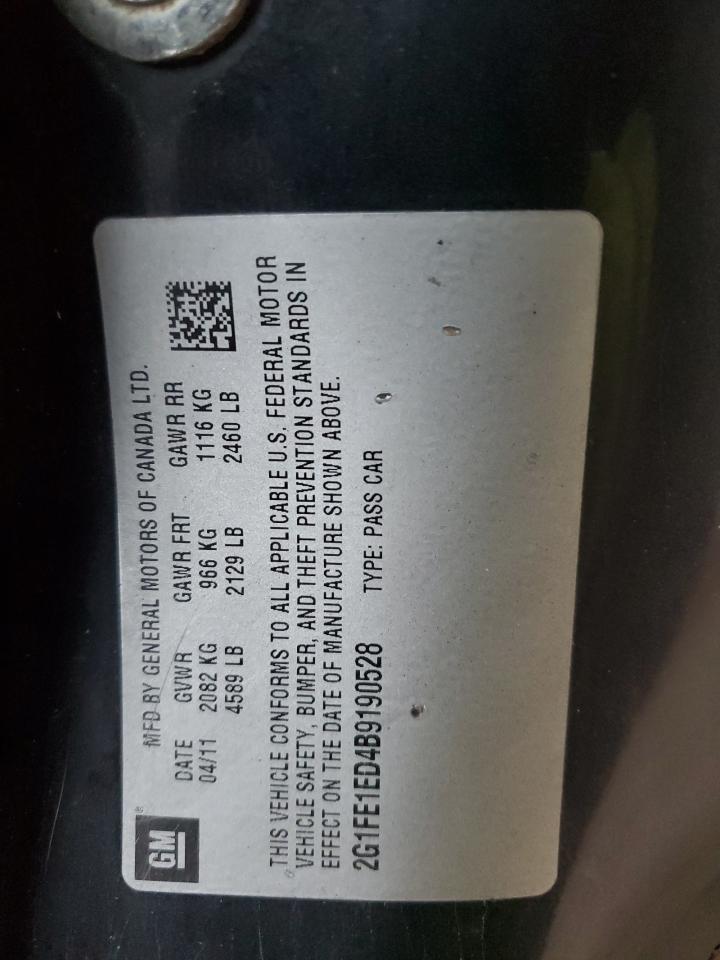 GM®
MFD BY GENERAL MOTORS OF CANADA LTD.
DATE GVWR GAWR FRT GAWR RR
04/11 2082 KG 966 KG 1116 KG
4589 LB 2129 LB 2460 LB
THIS VEHICLE CONFORMS TO ALL APPLICABLE U.S. FEDERAL MOTOR
VEHICLE SAFETY, BUMPER, AND THEFT PREVENTION STANDARDS IN
EFFECT ON THE DATE OF MANUFACTURE SHOWN ABOVE.
2G1FE1ED4B9190528 TYPE: PASS CAR